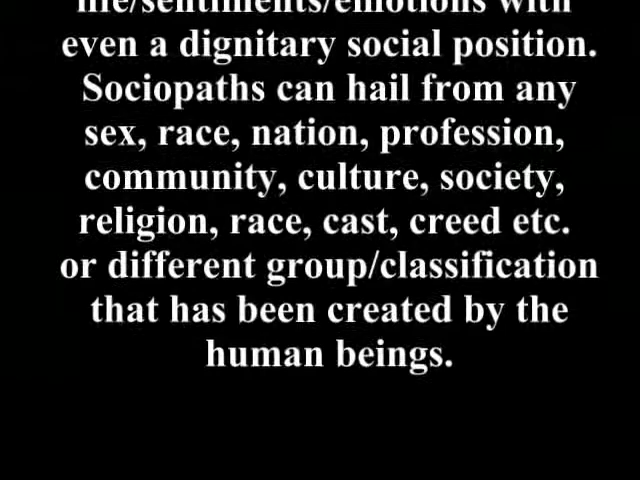 life/sentiments/emotions with
even a dignitary social position.
Sociopaths can hail from any
sex, race, nation, profession,
community, culture, society,
religion, race, cast, creed etc.
or different group/classification
that has been created by the
human beings.